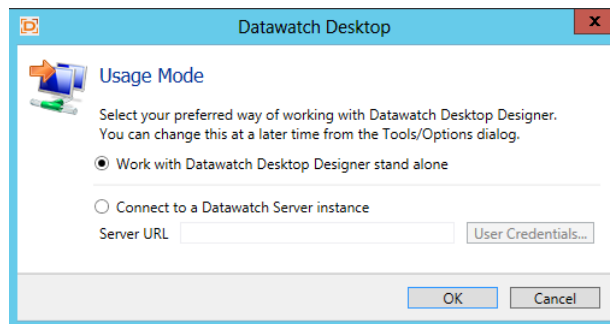 Datawatch Desktop
x
Usage Mode
Select your preferred way of working with Datawatch Desktop Designer.
You can change this at a later time from the Tools/Options dialog.
Work with Datawatch Desktop Designer stand alone
Connect to a Datawatch Server instance
Server URL User Credentials...
OK Cancel